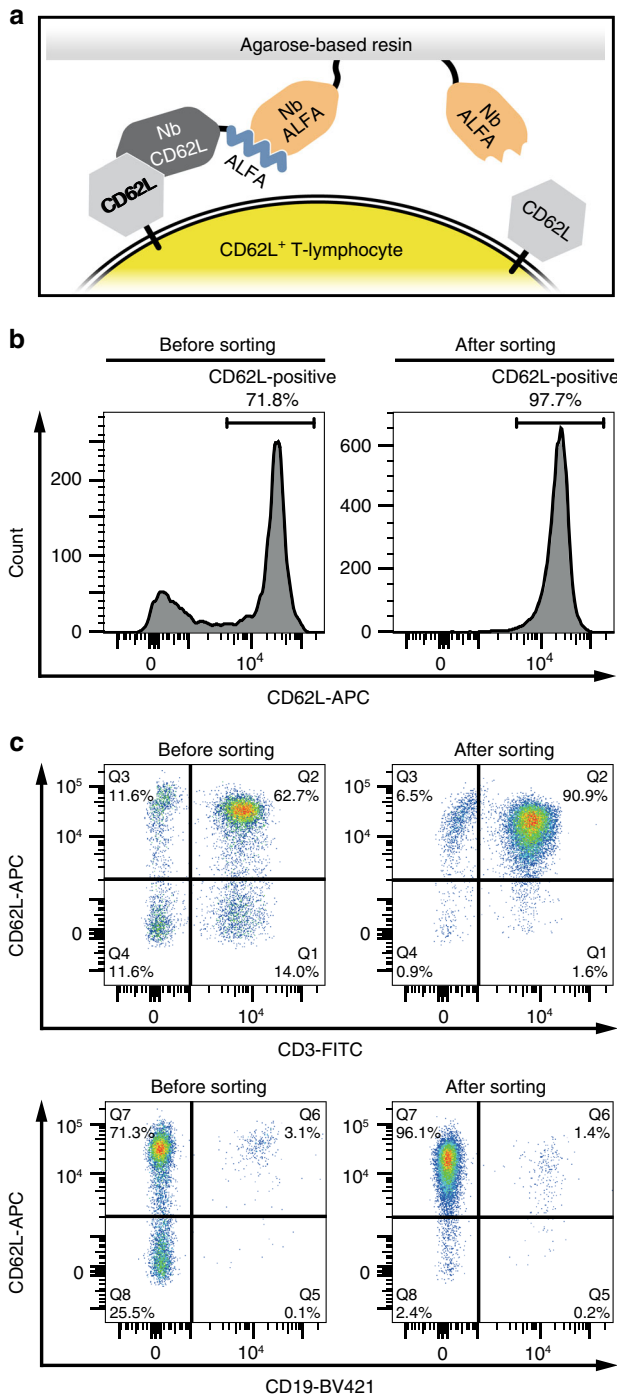 a
Agarose-based resin
Nb
CD62L
ALFA
Nb
ALFA
Nb
ALFA
CD62L
CD62L
CD62L+ T-lymphocyte
b
Before sorting
After sorting
CD62L-positive
71.8%
CD62L-positive
97.7%
Count
200
100
0
0
10⁴
600
400
200
0
0
10⁴
CD62L-APC
c
Before sorting
After sorting
CD62L-APC
10⁵
10⁴
0
Q3
11.6%
Q2
62.7%
Q4
11.6%
Q1
14.0%
0
10⁴
10⁵
10⁴
0
Q3
6.5%
Q2
90.9%
Q4
0.9%
Q1
1.6%
0
10⁴
CD3-FITC
Before sorting
After sorting
CD62L-APC
10⁵
10⁴
0
Q7
71.3%
Q6
3.1%
Q8
25.5%
Q5
0.1%
0
10⁴
10⁵
10⁴
0
Q7
96.1%
Q6
1.4%
Q8
2.4%
Q5
0.2%
0
10⁴
CD19-BV421